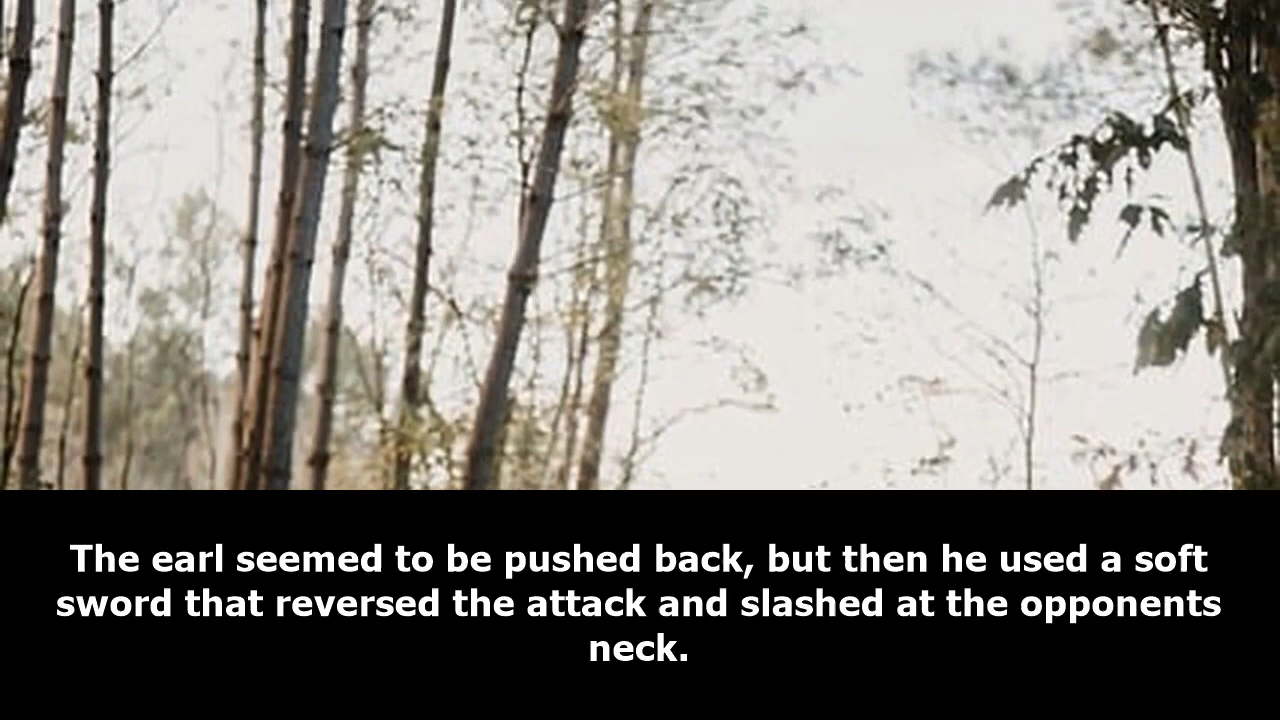 The earl seemed to be pushed back, but then he used a soft
sword that reversed the attack and slashed at the opponents
neck.